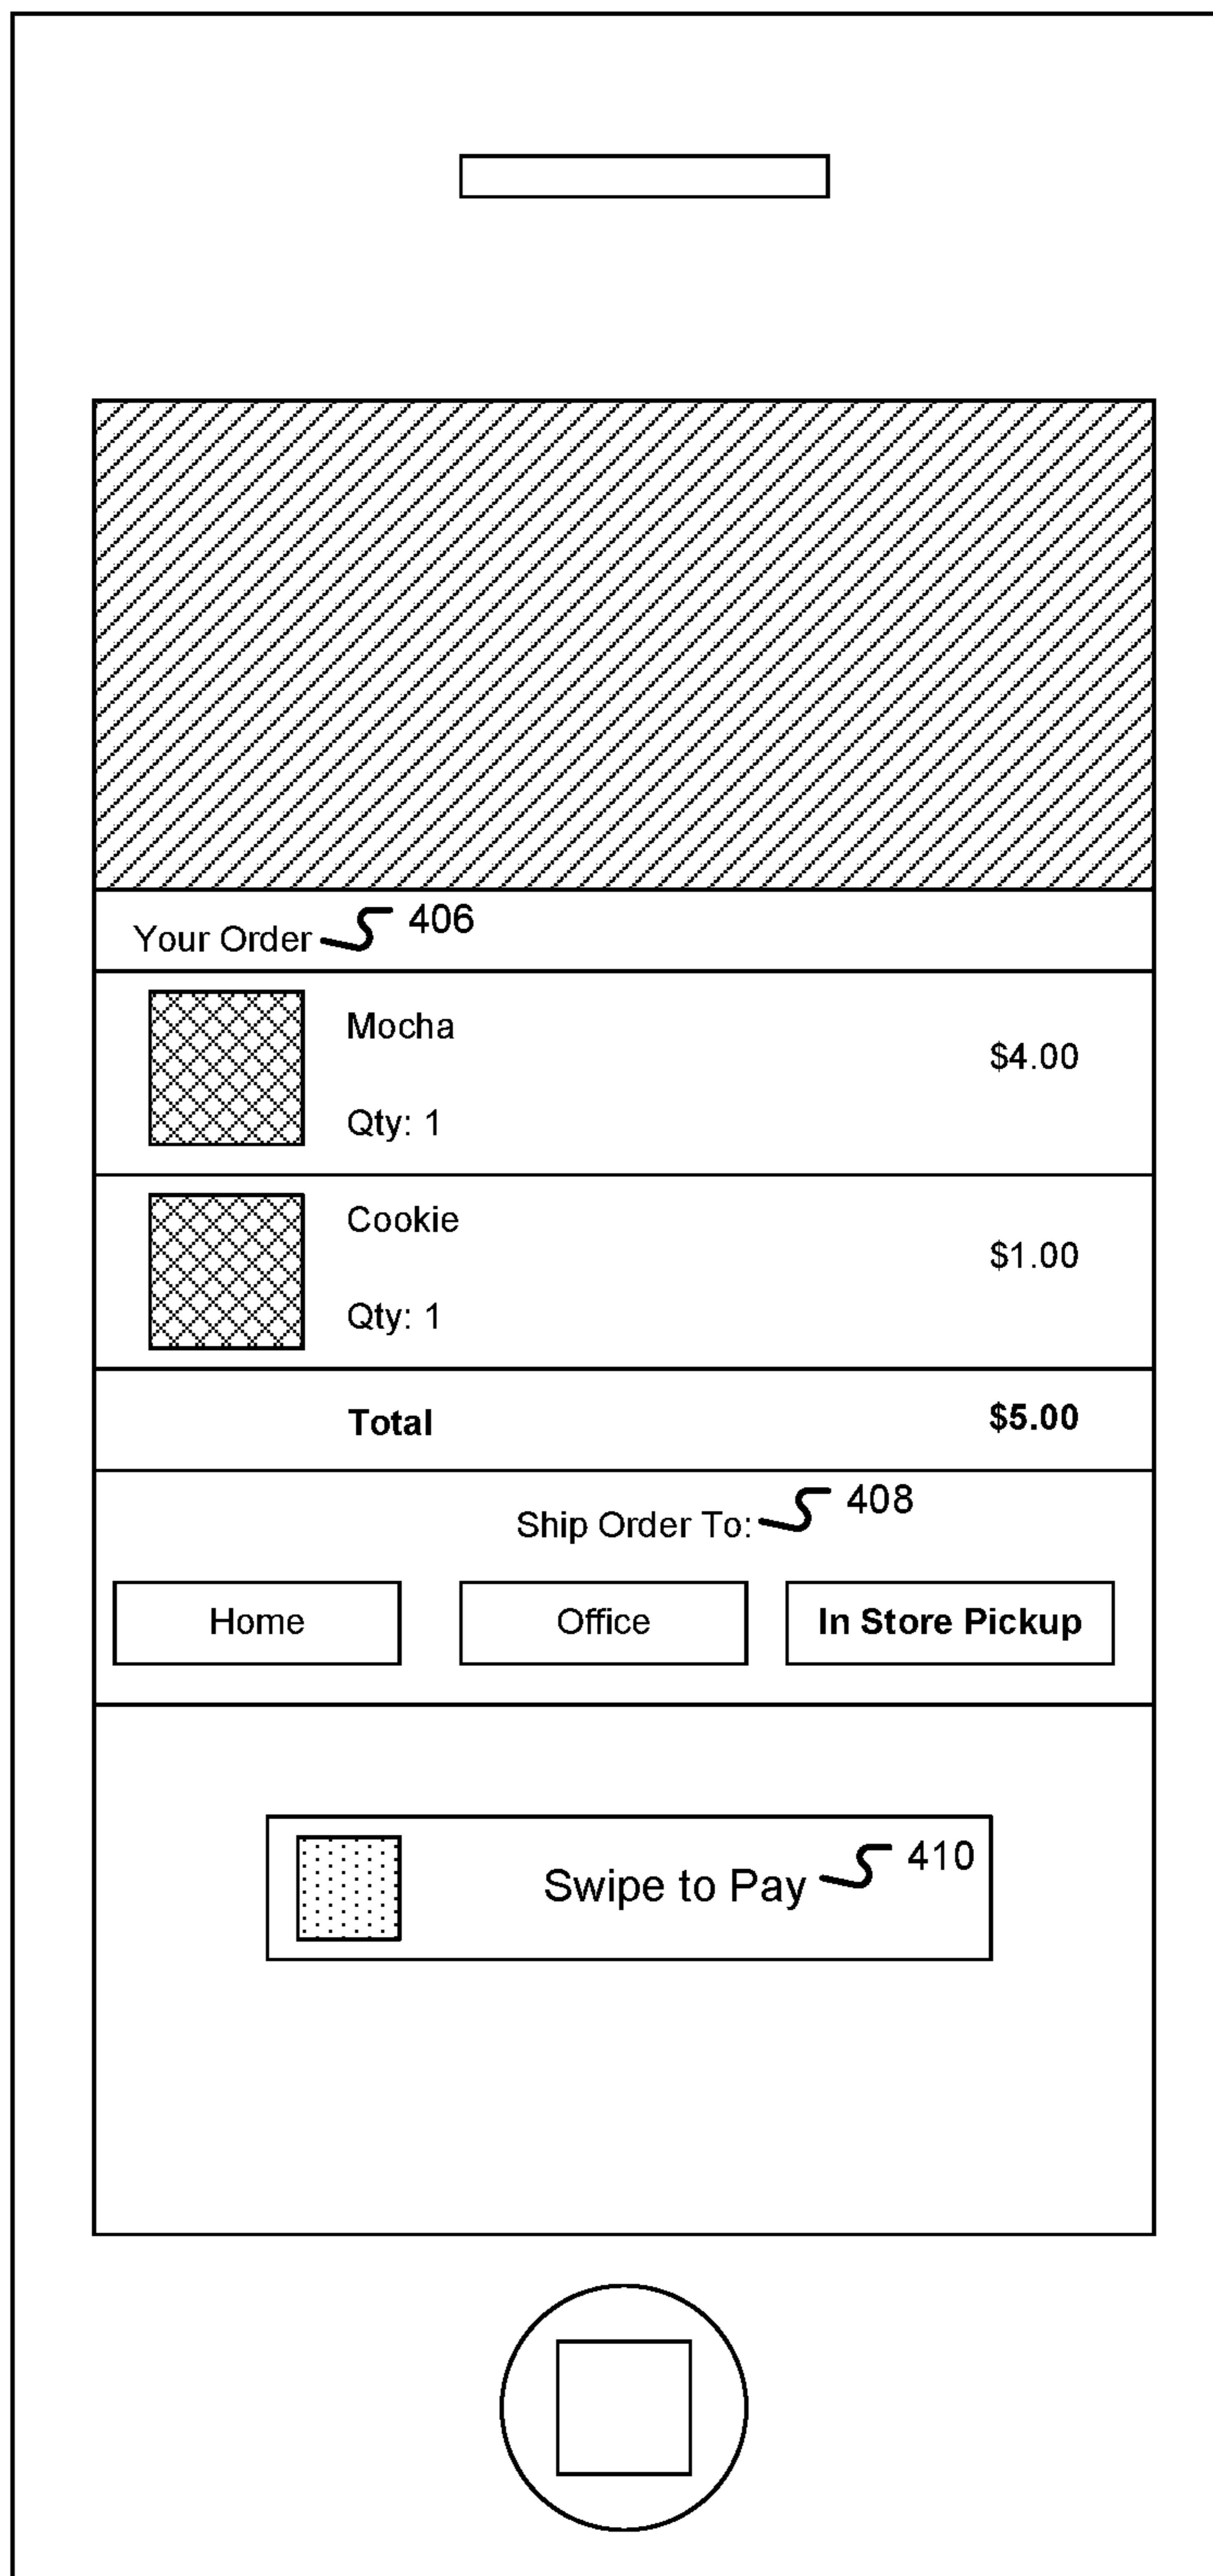 Your Order 406
Mocha
$4.00
Qty: 1
Cookie
$1.00
Qty: 1
Total $5.00
Ship Order To: 408
Home Office In Store Pickup
Swipe to Pay 410